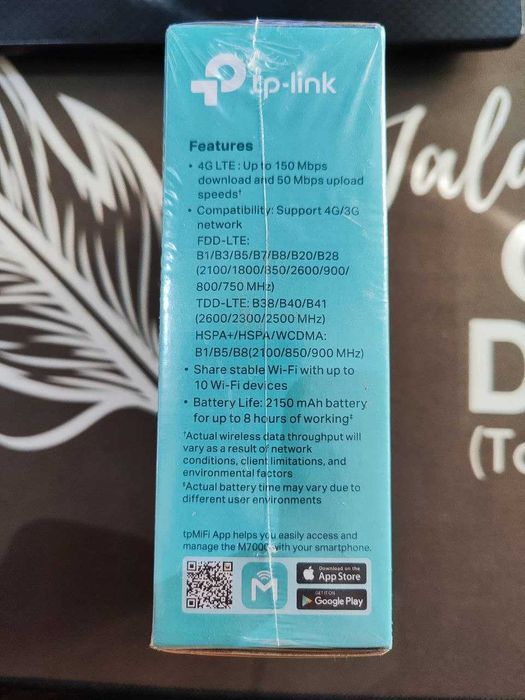 tp-link
Features
• 4G LTE : Up to 150 Mbps
download and 50 Mbps upload
speeds†
• Compatibility: Support 4G/3G
network
FDD-LTE:
B1/B3/B5/B7/B8/B20/B28
(2100/1800/850/2600/900/
800/750 MHz)
TDD-LTE: B38/B40/B41
(2600/2300/2500 MHz)
HSPA+/HSPA/WCDMA:
B1/B5/B8(2100/850/900 MHz)
• Share stable Wi-Fi with up to
10 Wi-Fi devices
• Battery Life: 2150 mAh battery
for up to 8 hours of working‡
†Actual wireless data throughput will
vary as a result of network
conditions, client limitations, and
environmental factors
‡Actual battery time may vary due to
different user environments
tpMiFi App helps you easily access and
manage the M7000 with your smartphone.
M
Download on the
App Store
GET IT ON
Google Play